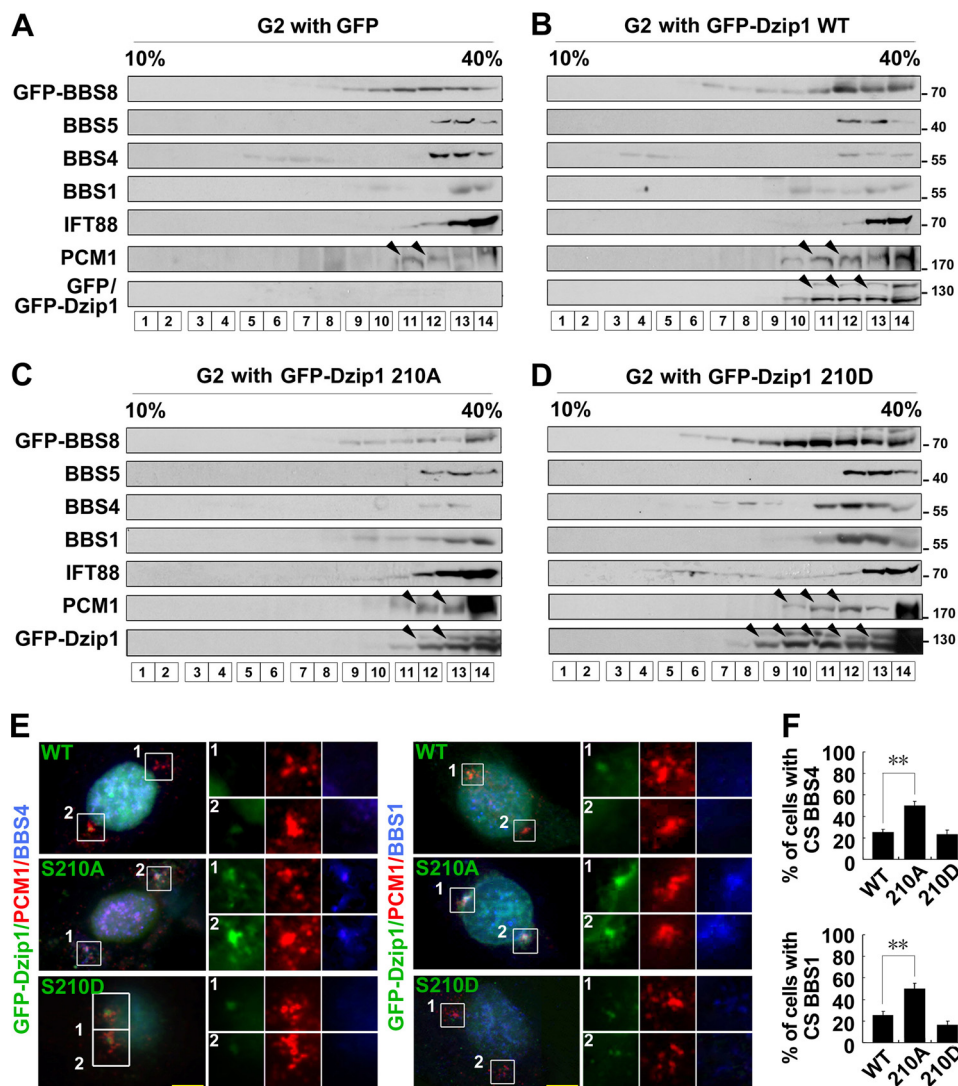 A
G2 with GFP
10% 40%
GFP-BBS8
BBS5
BBS4
BBS1
IFT88
PCM1
GFP/
GFP-Dzip1
1 2 3 4 5 6 7 8 9 10 11 12 13 14
B
G2 with GFP-Dzip1 WT
10% 40%
- 70
- 40
- 55
- 55
- 70
- 170
- 130
1 2 3 4 5 6 7 8 9 10 11 12 13 14
C
G2 with GFP-Dzip1 210A
10% 40%
GFP-BBS8
BBS5
BBS4
BBS1
IFT88
PCM1
GFP-Dzip1
1 2 3 4 5 6 7 8 9 10 11 12 13 14
D
G2 with GFP-Dzip1 210D
10% 40%
- 70
- 40
- 55
- 55
- 70
- 170
- 130
1 2 3 4 5 6 7 8 9 10 11 12 13 14
E
GFP-Dzip1/PCM1/BBS4
WT
1
2
1
2
S210A
2
1
1
2
S210D
1
2
1
2
GFP-Dzip1/PCM1/BBS1
WT
1
2
1
2
S210A
1
2
1
2
S210D
1
2
1
2
F
% of cells with
CS BBS4
100
80
60
40
20
0
**
WT 210A 210D
% of cells with
CS BBS1
100
80
60
40
20
0
**
WT 210A 210D